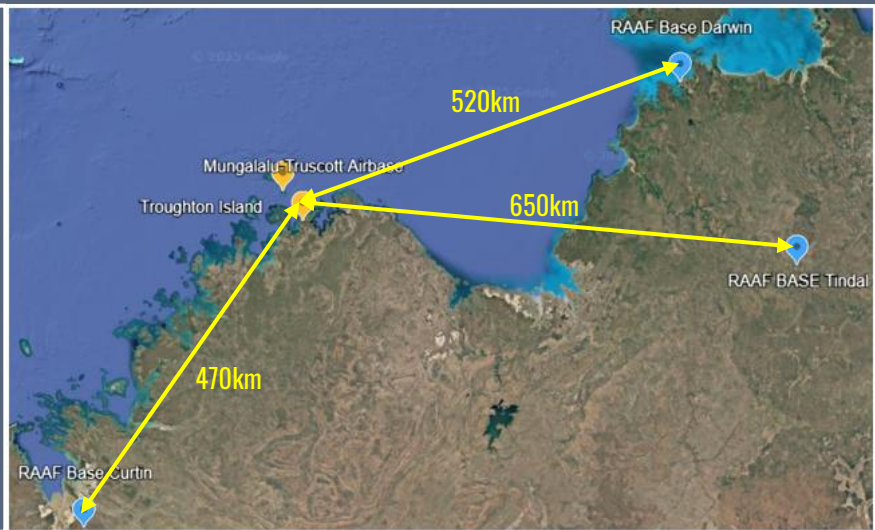 RAAF Base Darwin
520km
Mungalalu-Truscott Airbase
Troughton Island
650km
RAAF BASE Tindal
470km
RAAF Base Curtin